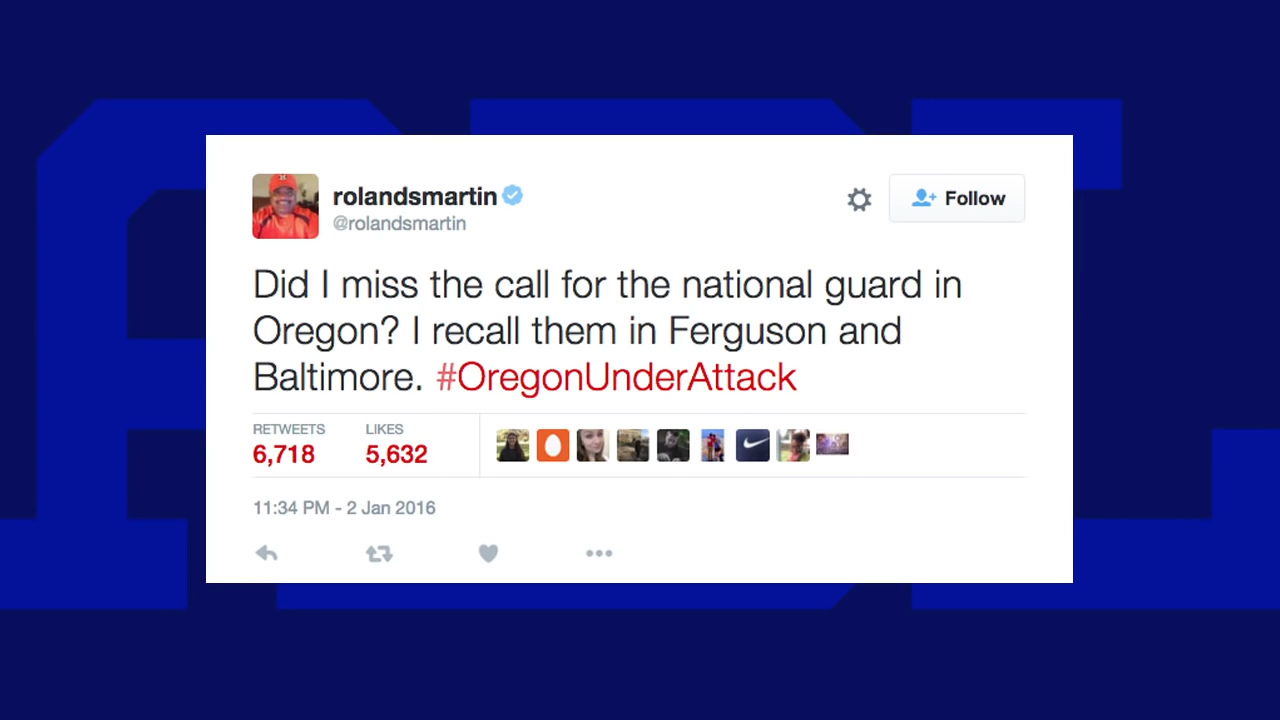 rolandsmartin
@rolandsmartin
Follow
Did I miss the call for the national guard in
Oregon? I recall them in Ferguson and
Baltimore. #OregonUnderAttack
RETWEETS LIKES
6,718 5,632
11:34 PM - 2 Jan 2016